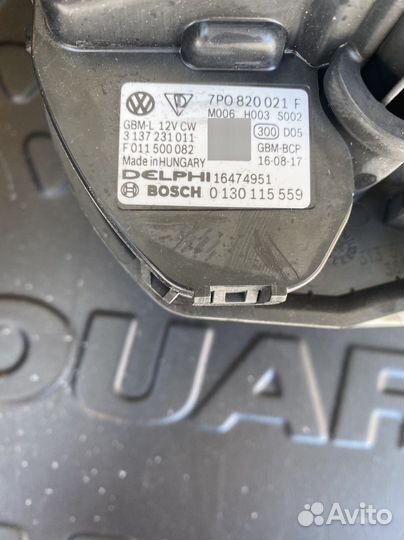 7P0 820 021 F
M006 H003 S002
GBM-L 12V CW
3 137 231 011
300 D05
F 011 500 082
GBM-BCP
Made in HUNGARY
16-08-17
DELPHI 16474951
BOSCH 0 130 115 559
OUAR
Avito